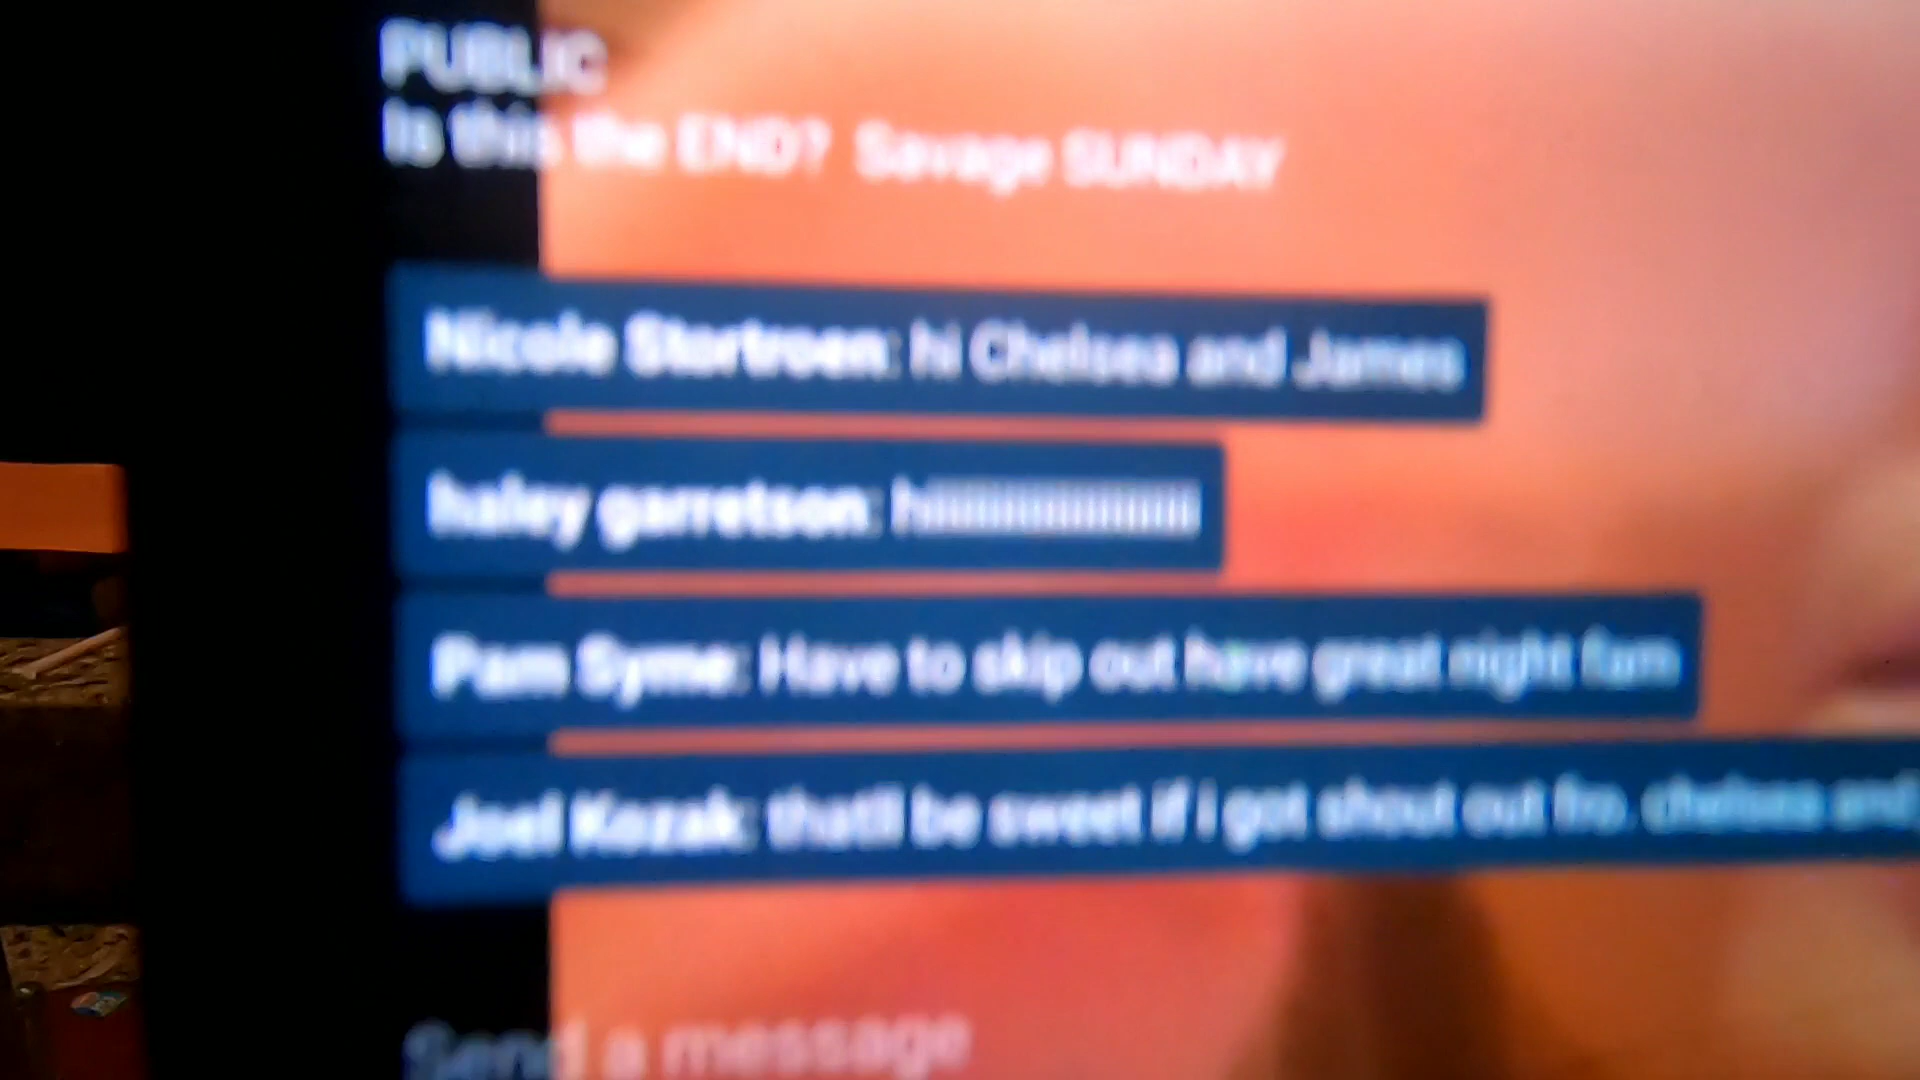 PUBLIC
Is this the END? Savage SUNDAY
Nicole Stortroen: hi Chelsea and James
haley garretson: hiiiiiiiiiiiiiiiiiii
Pam Syme: Have to skip out have great night fam
Joel Kozak: thatll be sweet if i got shout out fro. chelsea and
Send a message